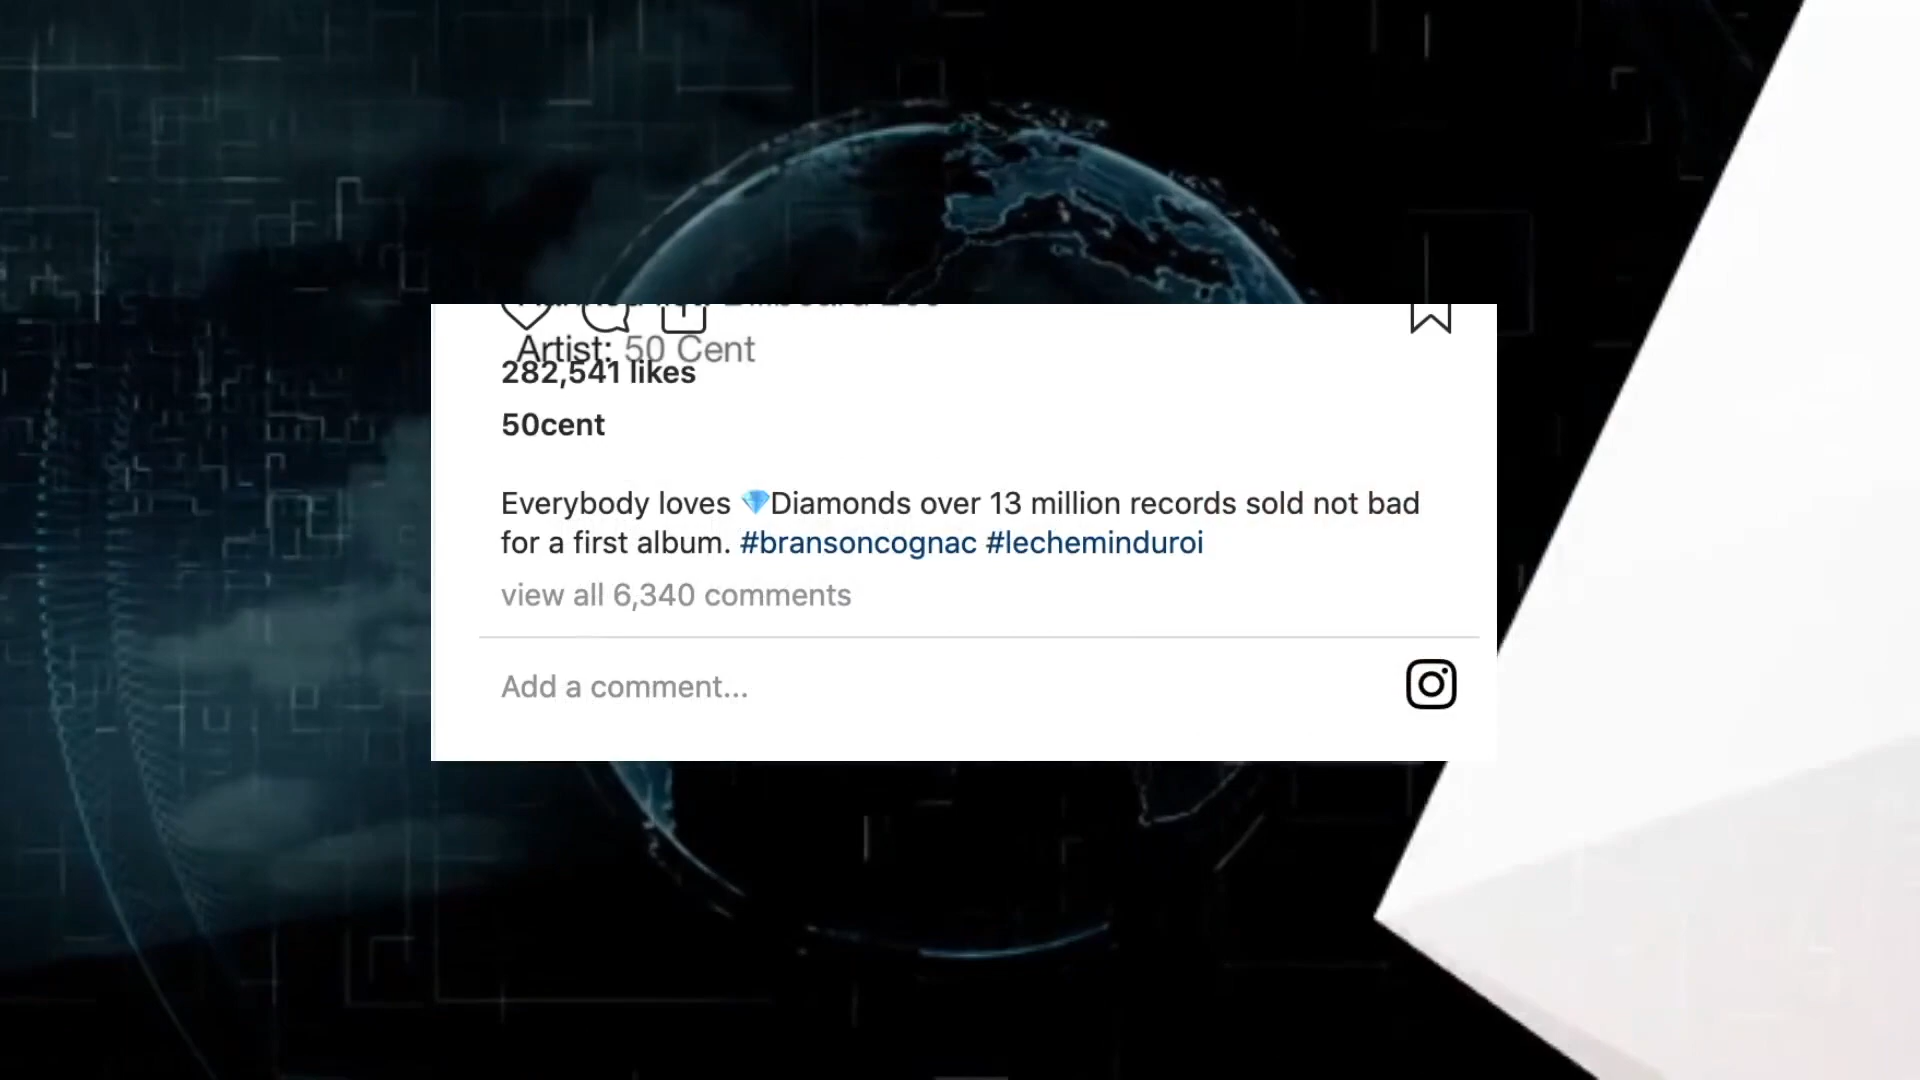 Artist: 50 Cent
282,541 likes
50cent
Everybody loves 💎Diamonds over 13 million records sold not bad
for a first album. #bransoncognac #lecheminduroi
view all 6,340 comments
Add a comment...